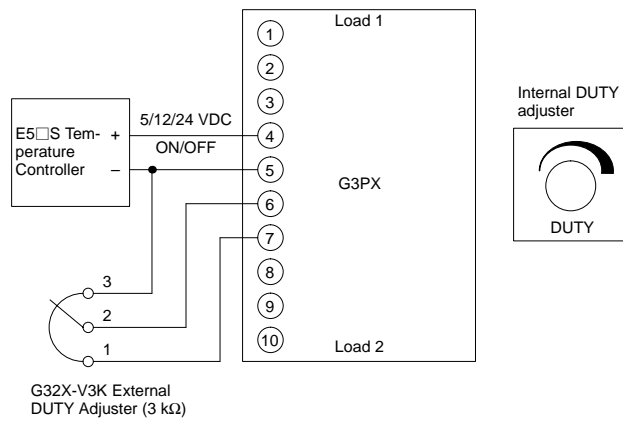 Load 1
1
2
3
4
5
6
7
8
9
10
5/12/24 VDC
ON/OFF
E5□S Tem-
perature
Controller
+
–
G3PX
Load 2
3
2
1
G32X-V3K External
DUTY Adjuster (3 kΩ)
Internal DUTY
adjuster
DUTY